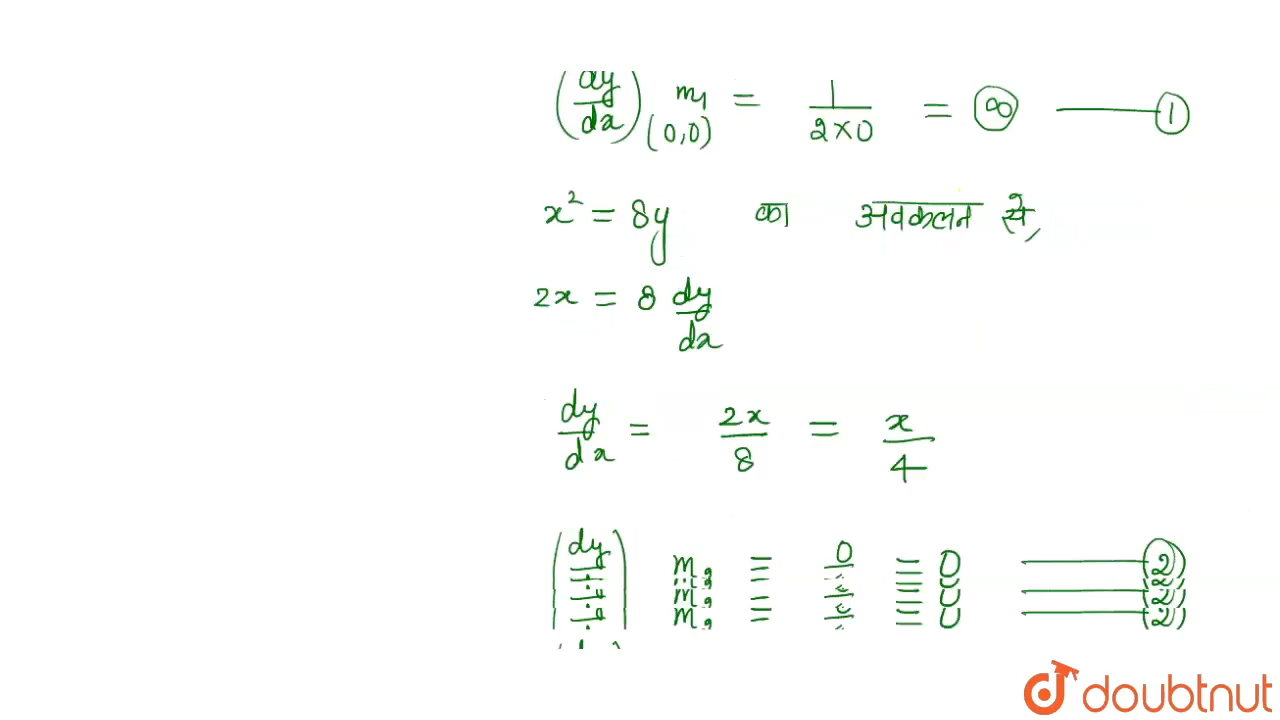 (dy/dx) m₁ (0,0) = 1/(2×0) = ∞ ——— ①
x² = 8y का अवकलन से,
2x = 8 dy/dx
dy/dx = 2x/8 = x/4
(dy m₂ = 0 = 0 ——— (2)
doubtnut